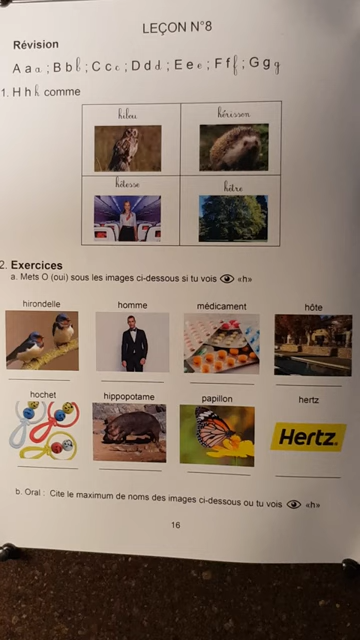 LEÇON N°8
Révision
A a a ; B b b ; C c c ; D d d ; E e e ; F f f ; G g g
1. H h h comme
hibou hérisson
hôtesse hêtre
2. Exercices
a. Mets O (oui) sous les images ci-dessous si tu vois «h»
hirondelle homme médicament hôte
hochet hippopotame papillon hertz
Hertz.
b. Oral : Cite le maximum de noms des images ci-dessous ou tu vois «h»
16